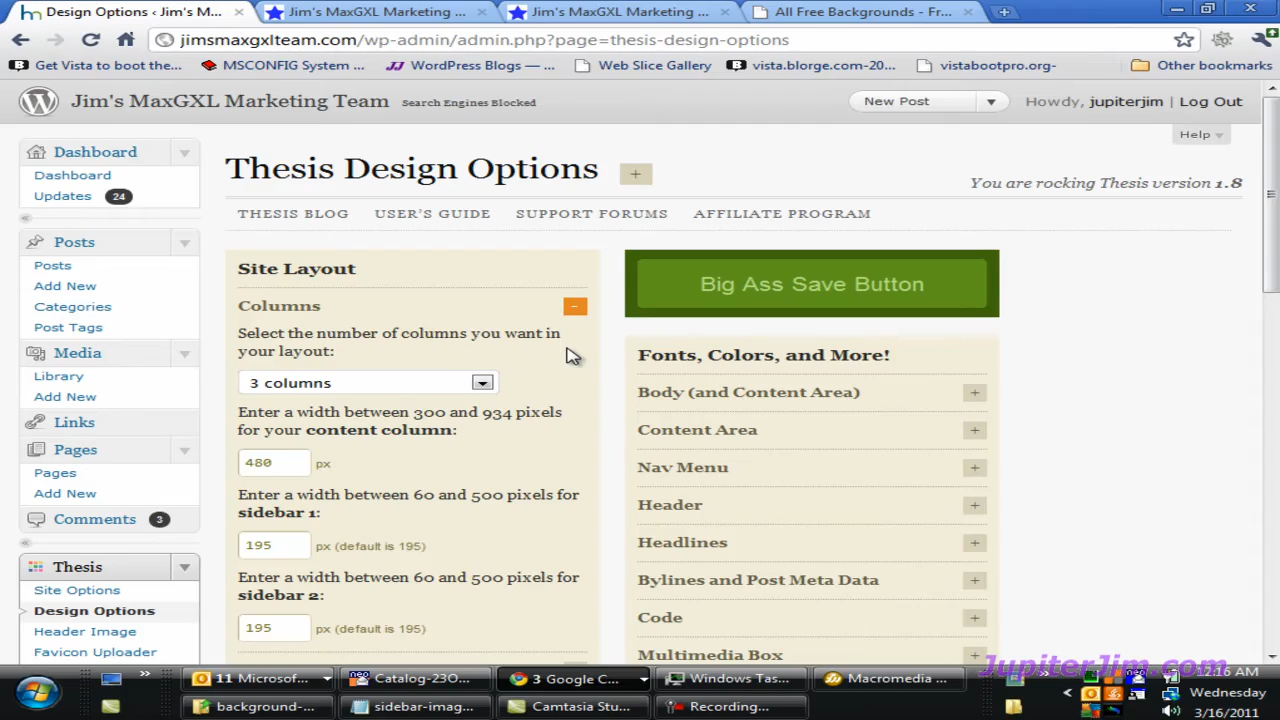 Design Options ‹ Jim's M...
Jim's MaxGXL Marketing ...
Jim's MaxGXL Marketing ...
All Free Backgrounds - Fr...
jimsmaxgxlteam.com/wp-admin/admin.php?page=thesis-design-options
Get Vista to boot the...
MSCONFIG System ...
WordPress Blogs — ...
Web Slice Gallery
vista.blorge.com-20...
vistabootpro.org-
Other bookmarks
Jim's MaxGXL Marketing Team
Search Engines Blocked
New Post
Howdy, jupiterjim | Log Out
Help
Dashboard
Dashboard
Updates 24
Posts
Posts
Add New
Categories
Post Tags
Media
Library
Add New
Links
Pages
Pages
Add New
Comments 3
Thesis
Site Options
Design Options
Header Image
Favicon Uploader
Thesis Design Options +
You are rocking Thesis version 1.8
THESIS BLOG
USER'S GUIDE
SUPPORT FORUMS
AFFILIATE PROGRAM
Site Layout
Columns −
Select the number of columns you want in
your layout:
3 columns
Enter a width between 300 and 934 pixels
for your content column:
480 px
Enter a width between 60 and 500 pixels for
sidebar 1:
195 px (default is 195)
Enter a width between 60 and 500 pixels for
sidebar 2:
195 px (default is 195)
Big Ass Save Button
Fonts, Colors, and More!
Body (and Content Area) +
Content Area +
Nav Menu +
Header +
Headlines +
Bylines and Post Meta Data +
Code +
Multimedia Box +
JupiterJim.com
11 Microsof...
Catalog-23O...
3 Google C...
Windows Tas...
Macromedia ...
12:16 AM
background-...
sidebar-imag...
Camtasia Stu...
Recording...
Wednesday
3/16/2011